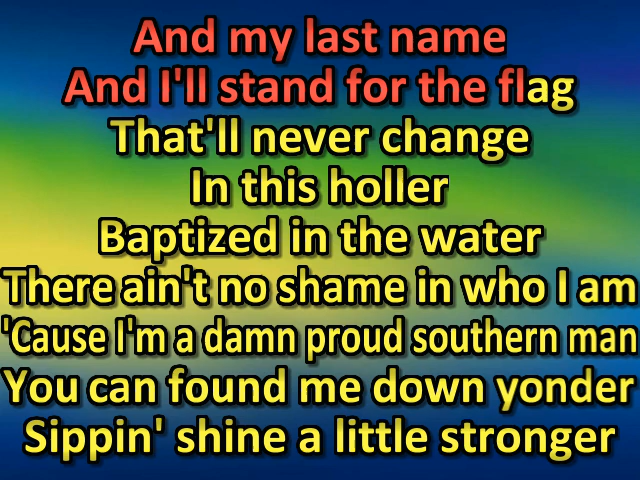 And my last name
And I'll stand for the flag
That'll never change
In this holler
Baptized in the water
There ain't no shame in who I am
'Cause I'm a damn proud southern man
You can found me down yonder
Sippin' shine a little stronger